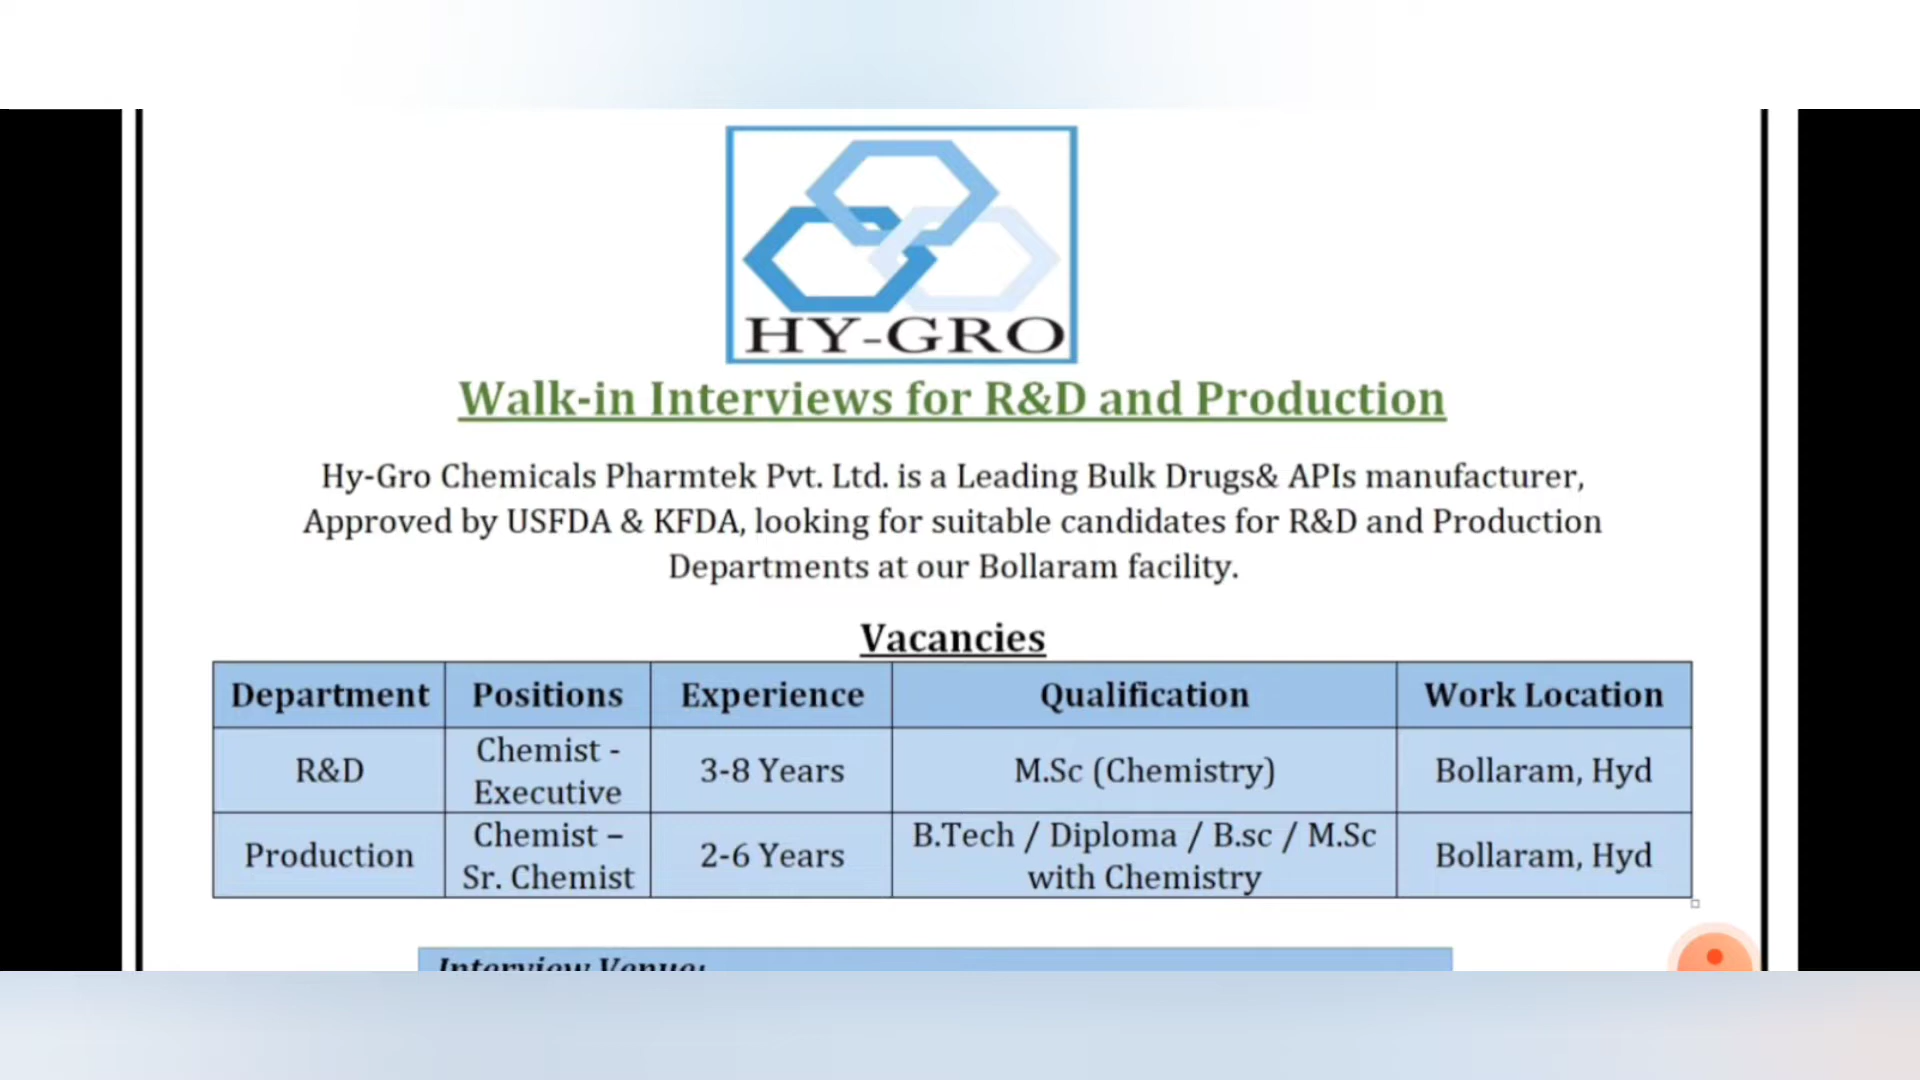 HY-GRO
Walk-in Interviews for R&D and Production
Hy-Gro Chemicals Pharmtek Pvt. Ltd. is a Leading Bulk Drugs& APIs manufacturer,
Approved by USFDA & KFDA, looking for suitable candidates for R&D and Production
Departments at our Bollaram facility.
Vacancies
Department Positions Experience Qualification Work Location
R&D Chemist - Executive 3-8 Years M.Sc (Chemistry) Bollaram, Hyd
Production Chemist – Sr. Chemist 2-6 Years B.Tech / Diploma / B.sc / M.Sc with Chemistry Bollaram, Hyd
Interview Venue: